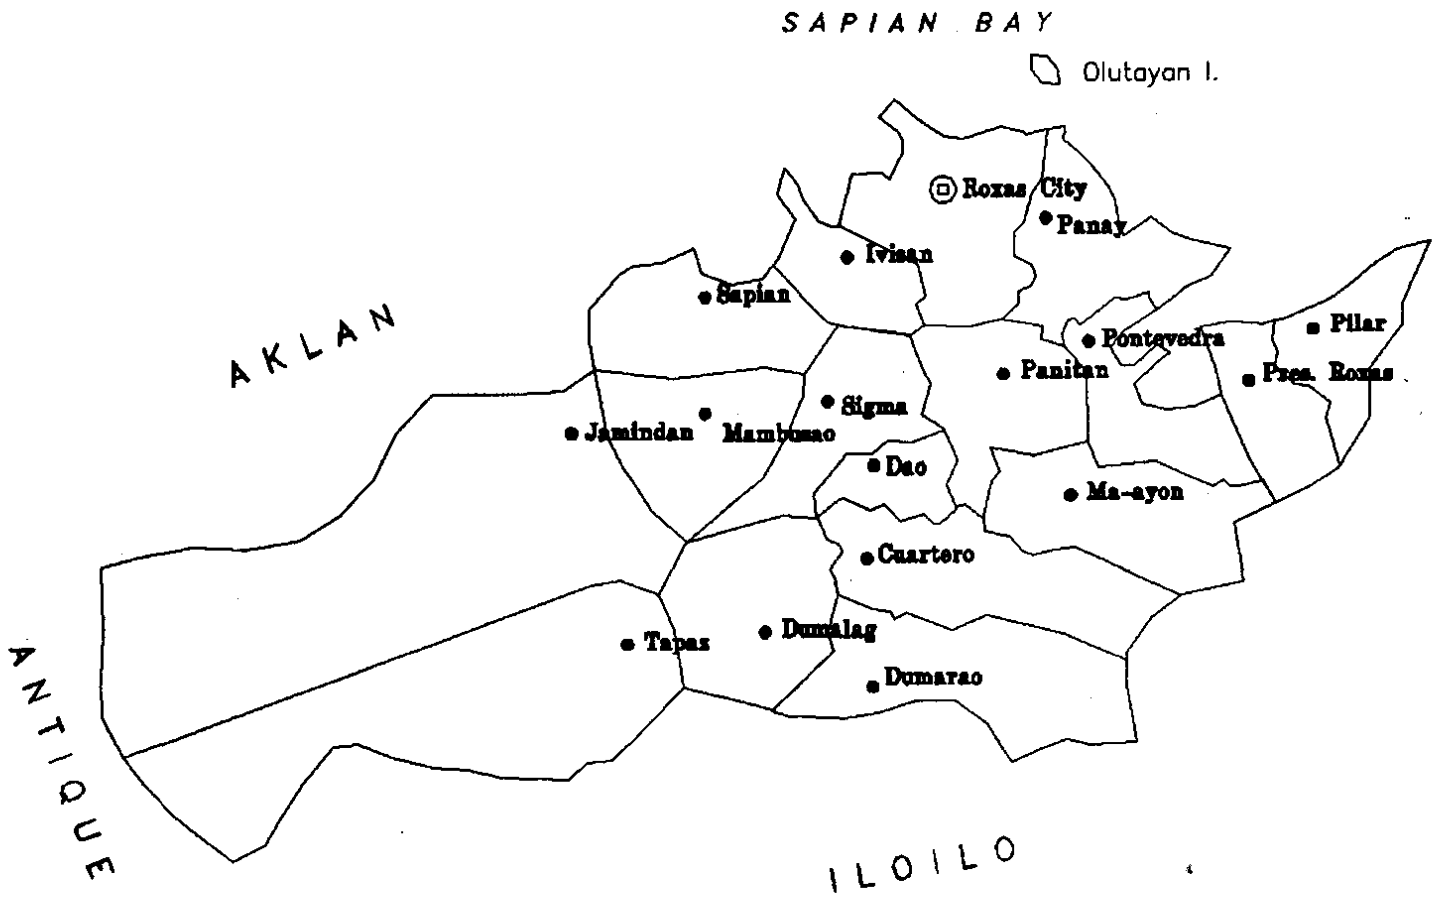 SAPIAN BAY
Olutayan I.
Roxas City
Panay
Ivisan
Sapian
AKLAN
Pilar
Pontevedra
Panitan
Pres. Roxas
Sigma
Jamindan
Mambusao
Dao
Ma-ayon
Cuartero
Tapaz
Dumalag
Dumarao
ANTIQUE
ILOILO